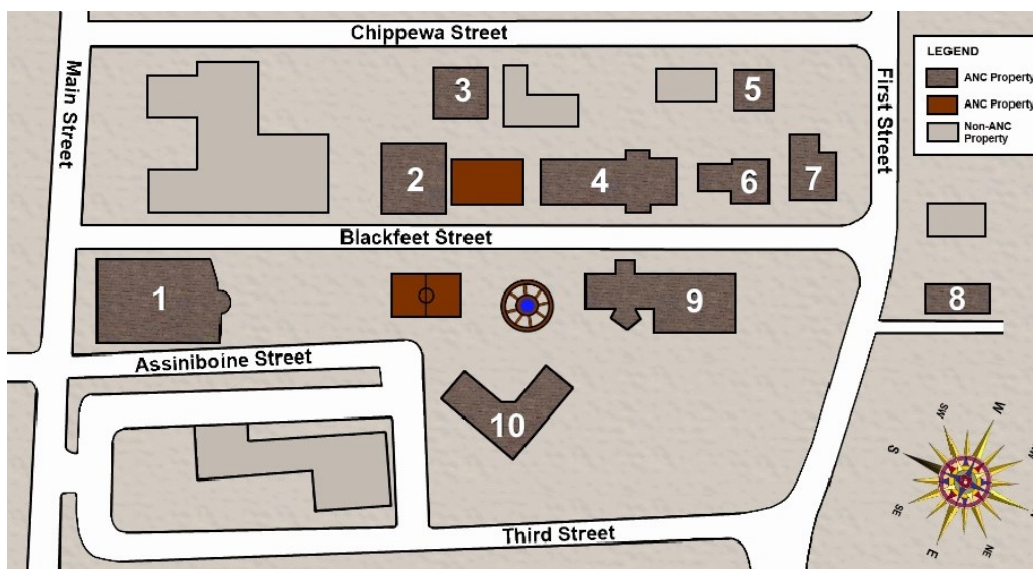 Chippewa Street
Main Street
First Street
LEGEND
ANC Property
ANC Property
Non-ANC
Property
3
5
2
4
6
7
Blackfeet Street
1
9
8
Assiniboine Street
10
Third Street
W
SW
S
SE
E
NE